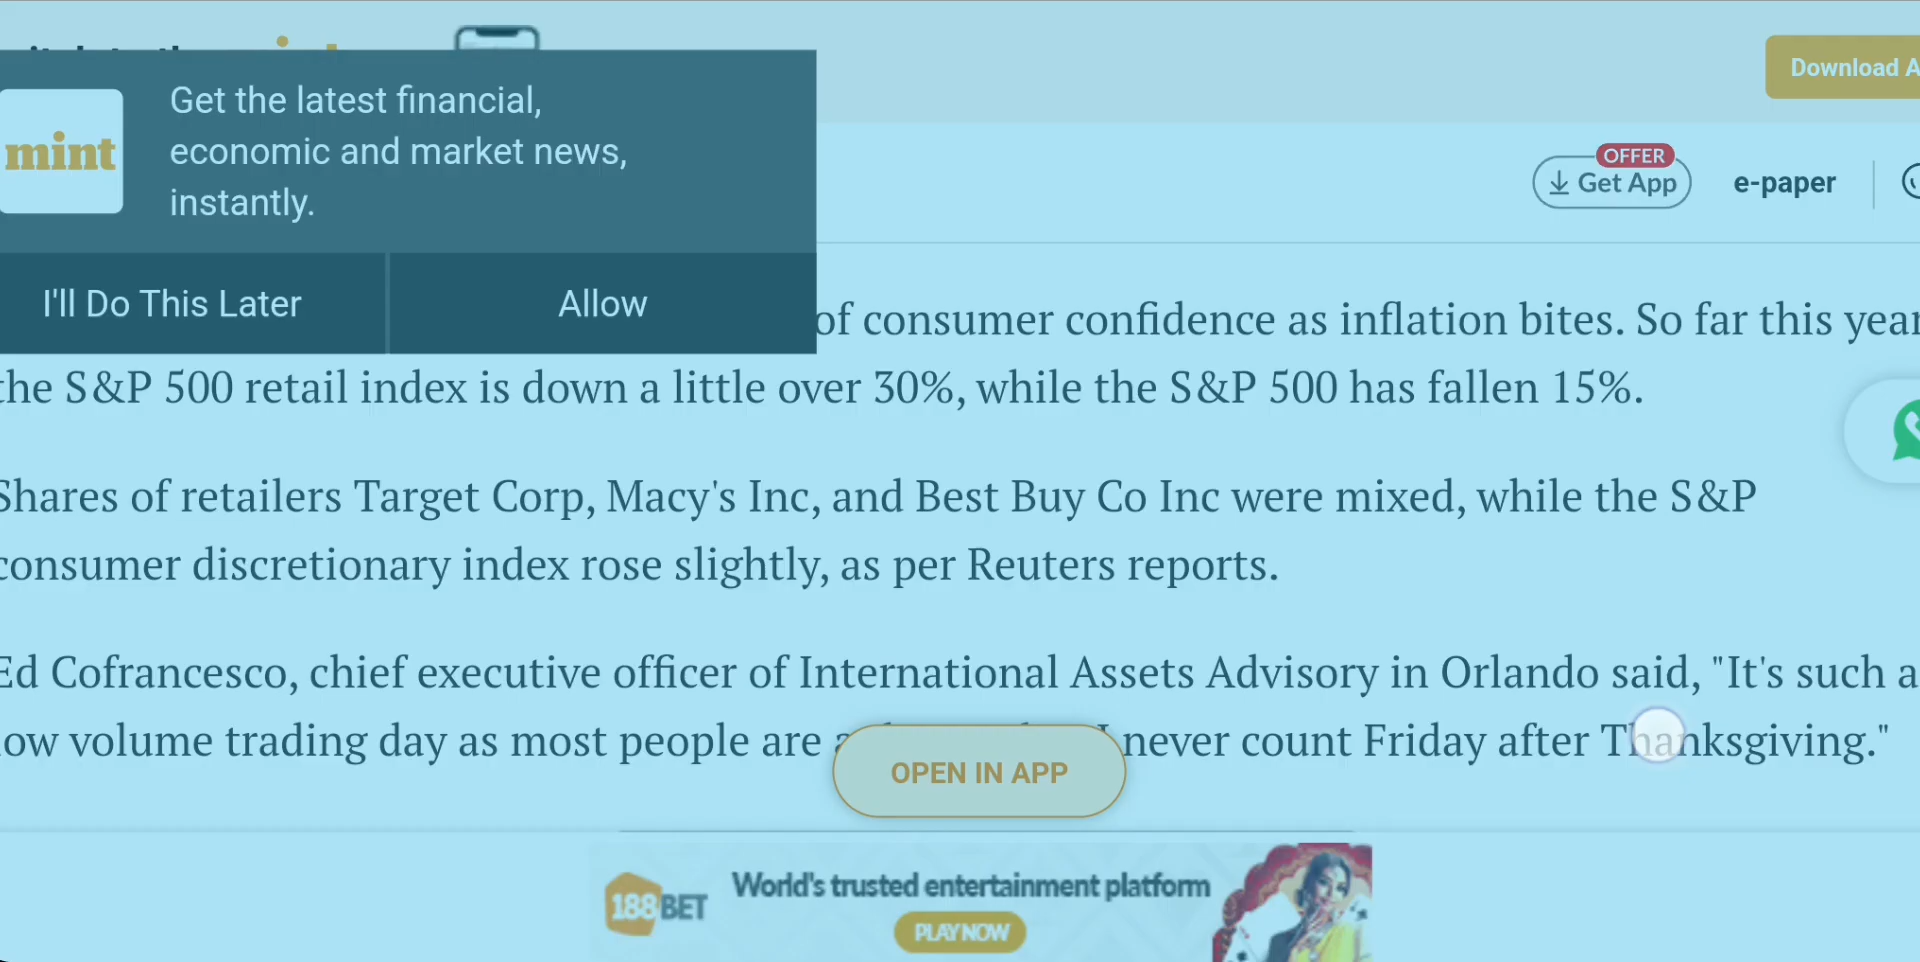 Download A
mint
Get the latest financial,
economic and market news,
instantly.
OFFER
Get App
e-paper
I'll Do This Later
Allow
of consumer confidence as inflation bites. So far this year
the S&P 500 retail index is down a little over 30%, while the S&P 500 has fallen 15%.
Shares of retailers Target Corp, Macy's Inc, and Best Buy Co Inc were mixed, while the S&P
consumer discretionary index rose slightly, as per Reuters reports.
Ed Cofrancesco, chief executive officer of International Assets Advisory in Orlando said, "It's such a
low volume trading day as most people are I never count Friday after Thanksgiving."
OPEN IN APP
188BET
World's trusted entertainment platform
PLAY NOW